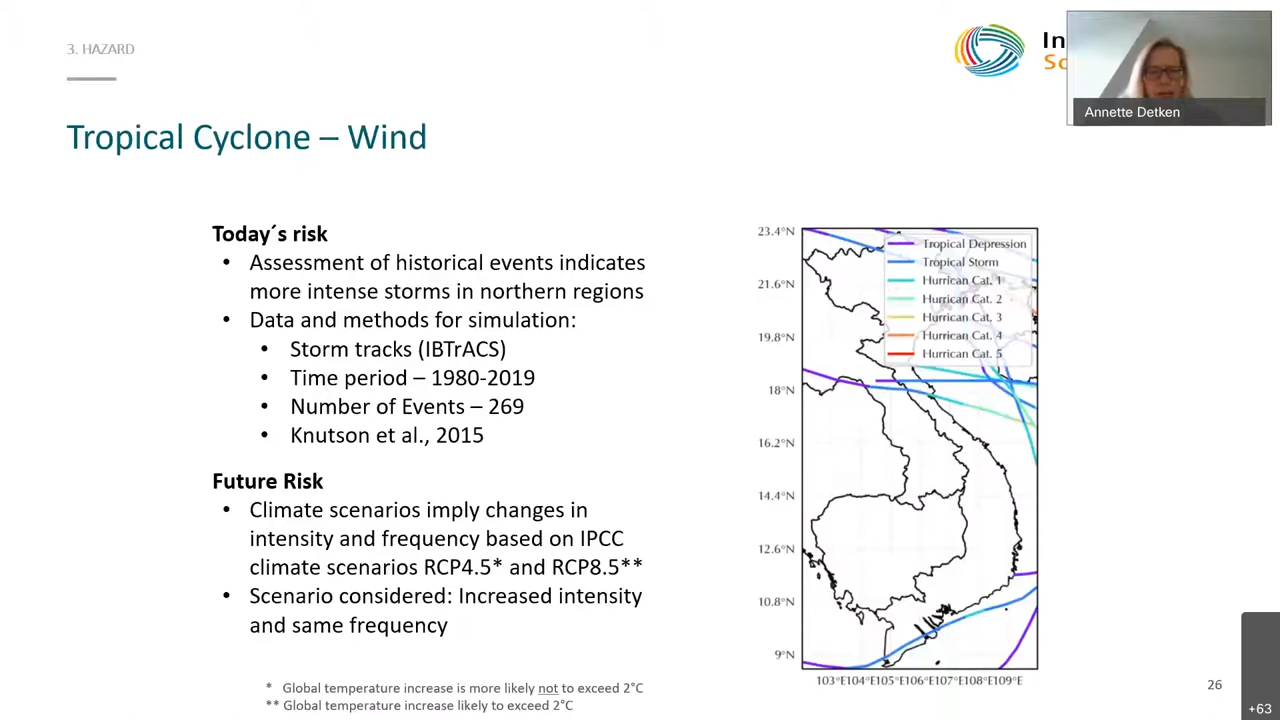 3. HAZARD
In
Annette Detken
Tropical Cyclone – Wind
Today´s risk
• Assessment of historical events indicates
more intense storms in northern regions
• Data and methods for simulation:
• Storm tracks (IBTrACS)
• Time period – 1980-2019
• Number of Events – 269
• Knutson et al., 2015
Future Risk
• Climate scenarios imply changes in
intensity and frequency based on IPCC
climate scenarios RCP4.5* and RCP8.5**
• Scenario considered: Increased intensity
and same frequency
* Global temperature increase is more likely not to exceed 2°C
** Global temperature increase likely to exceed 2°C
23.4°N
21.6°N
19.8°N
18°N
16.2°N
14.4°N
12.6°N
10.8°N
9°N
Tropical Depression
Tropical Storm
Hurrican Cat. 1
Hurrican Cat. 2
Hurrican Cat. 3
Hurrican Cat. 4
Hurrican Cat. 5
103°E104°E105°E106°E107°E108°E109°E
26
+63